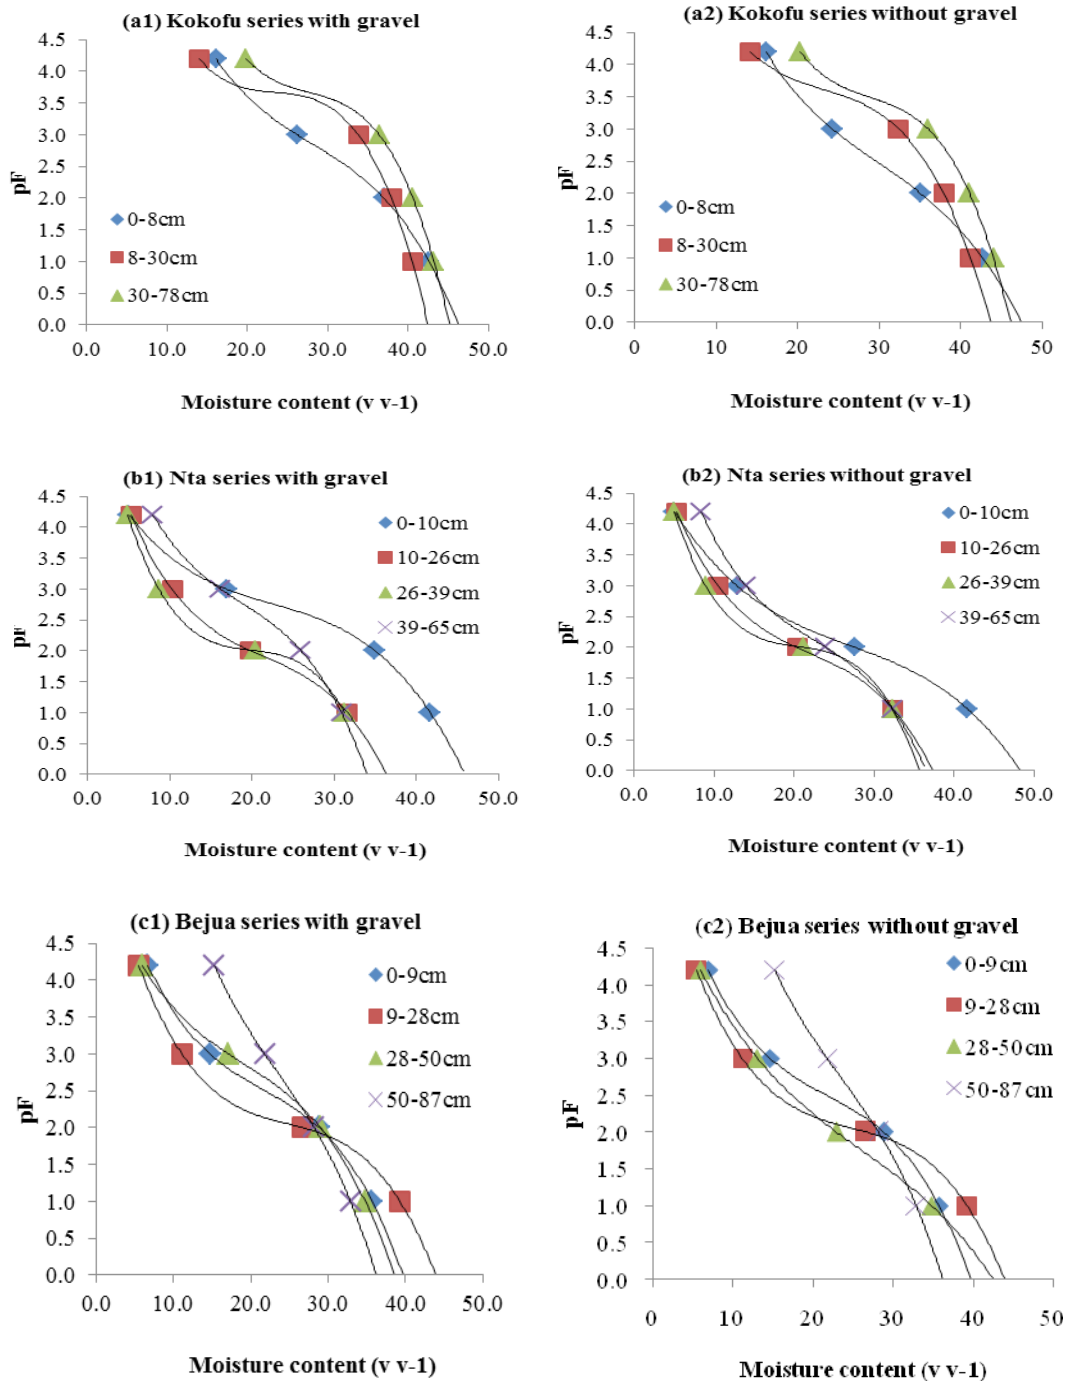 (a1) Kokofu series with gravel
4.5
4.0
3.5
3.0
2.5
2.0
1.5
1.0
0.5
0.0
pF
0-8cm
8-30cm
30-78cm
0.0 10.0 20.0 30.0 40.0 50.0
Moisture content (v v-1)
(a2) Kokofu series without gravel
4.5
4.0
3.5
3.0
2.5
2.0
1.5
1.0
0.5
0.0
pF
0-8cm
8-30cm
30-78cm
0 10 20 30 40 50
Moisture content (v v-1)
(b1) Nta series with gravel
4.5
4.0
3.5
3.0
2.5
2.0
1.5
1.0
0.5
0.0
pF
0-10cm
10-26cm
26-39cm
39-65cm
0.0 10.0 20.0 30.0 40.0 50.0
Moisture content (v v-1)
(b2) Nta series without gravel
4.5
4.0
3.5
3.0
2.5
2.0
1.5
1.0
0.5
0.0
pF
0-10cm
10-26cm
26-39cm
39-65cm
0.0 10.0 20.0 30.0 40.0 50.0
Moisture content (v v-1)
(c1) Bejua series with gravel
4.5
4.0
3.5
3.0
2.5
2.0
1.5
1.0
0.5
0.0
pF
0-9cm
9-28cm
28-50cm
50-87cm
0.0 10.0 20.0 30.0 40.0 50.0
Moisture content (v v-1)
(c2) Bejua series without gravel
4.5
4.0
3.5
3.0
2.5
2.0
1.5
1.0
0.5
0.0
pF
0-9cm
9-28cm
28-50cm
50-87cm
0 10 20 30 40 50
Moisture content (v v-1)